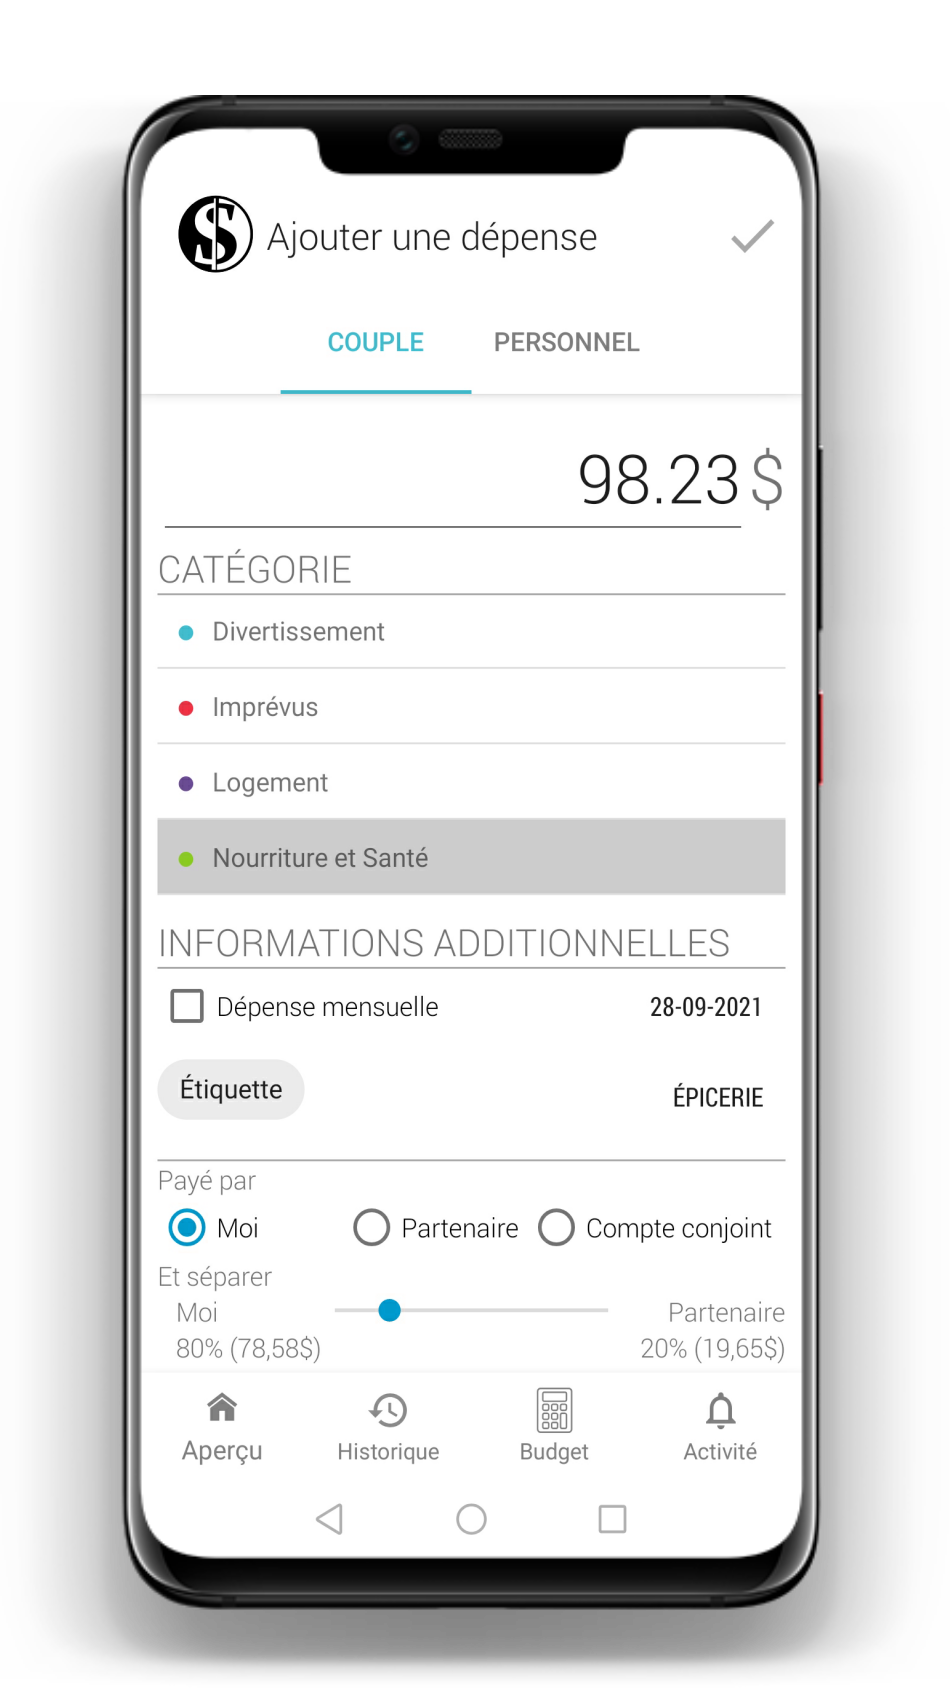 Ajouter une dépense
COUPLE PERSONNEL
98.23 $
CATÉGORIE
Divertissement
Imprévus
Logement
Nourriture et Santé
INFORMATIONS ADDITIONNELLES
Dépense mensuelle 28-09-2021
Étiquette ÉPICERIE
Payé par
Moi Partenaire Compte conjoint
Et séparer
Moi Partenaire
80% (78,58$) 20% (19,65$)
Aperçu Historique Budget Activité